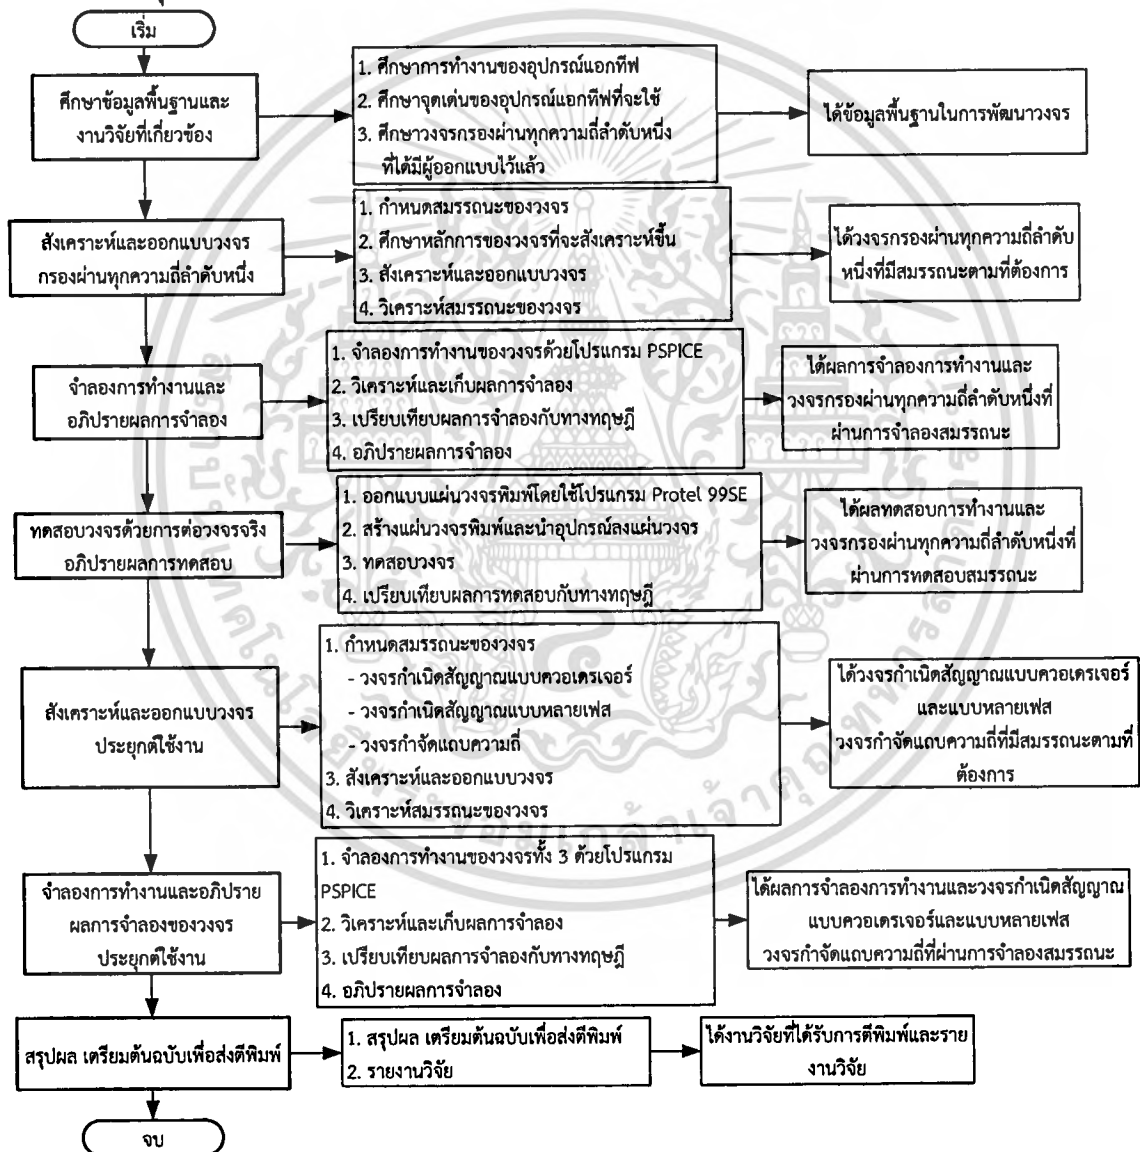 เริ่ม
ศึกษาข้อมูลพื้นฐานและ
งานวิจัยที่เกี่ยวข้อง
1. ศึกษาการทำงานของอุปกรณ์แอกทีฟ
2. ศึกษาจุดเด่นของอุปกรณ์แอกทีฟที่จะใช้
3. ศึกษาวงจรกรองผ่านทุกความถี่ลำดับหนึ่ง
ที่ได้มีผู้ออกแบบไว้แล้ว
ได้ข้อมูลพื้นฐานในการพัฒนาวงจร
สังเคราะห์และออกแบบวงจร
กรองผ่านทุกความถี่ลำดับหนึ่ง
1. กำหนดสมรรถนะของวงจร
2. ศึกษาหลักการของวงจรที่จะสังเคราะห์ขึ้น
3. สังเคราะห์และออกแบบวงจร
4. วิเคราะห์สมรรถนะของวงจร
ได้วงจรกรองผ่านทุกความถี่ลำดับ
หนึ่งที่มีสมรรถนะตามที่ต้องการ
จำลองการทำงานและ
อภิปรายผลการจำลอง
1. จำลองการทำงานของวงจรด้วยโปรแกรม PSPICE
2. วิเคราะห์และเก็บผลการจำลอง
3. เปรียบเทียบผลการจำลองกับทางทฤษฎี
4. อภิปรายผลการจำลอง
ได้ผลการจำลองการทำงานและ
วงจรกรองผ่านทุกความถี่ลำดับหนึ่งที่
ผ่านการจำลองสมรรถนะ
ทดสอบวงจรด้วยการต่อวงจรจริง
อภิปรายผลการทดสอบ
1. ออกแบบแผ่นวงจรพิมพ์โดยใช้โปรแกรม Protel 99SE
2. สร้างแผ่นวงจรพิมพ์และนำอุปกรณ์ลงแผ่นวงจร
3. ทดสอบวงจร
4. เปรียบเทียบผลการทดสอบกับทางทฤษฎี
ได้ผลทดสอบการทำงานและ
วงจรกรองผ่านทุกความถี่ลำดับหนึ่งที่
ผ่านการทดสอบสมรรถนะ
สังเคราะห์และออกแบบวงจร
ประยุกต์ใช้งาน
1. กำหนดสมรรถนะของวงจร
- วงจรกำเนิดสัญญาณแบบควอเดรเจอร์
- วงจรกำเนิดสัญญาณแบบหลายเฟส
- วงจรกำจัดแถบความถี่
3. สังเคราะห์และออกแบบวงจร
4. วิเคราะห์สมรรถนะของวงจร
ได้วงจรกำเนิดสัญญาณแบบควอเดรเจอร์
และแบบหลายเฟส
วงจรกำจัดแถบความถี่ที่มีสมรรถนะตามที่
ต้องการ
จำลองการทำงานและอภิปราย
ผลการจำลองของวงจร
ประยุกต์ใช้งาน
1. จำลองการทำงานของวงจรทั้ง 3 ด้วยโปรแกรม
PSPICE
2. วิเคราะห์และเก็บผลการจำลอง
3. เปรียบเทียบผลการจำลองกับทางทฤษฎี
4. อภิปรายผลการจำลอง
ได้ผลการจำลองการทำงานและวงจรกำเนิดสัญญาณ
แบบควอเดรเจอร์และแบบหลายเฟส
วงจรกำจัดแถบความถี่ที่ผ่านการจำลองสมรรถนะ
สรุปผล เตรียมต้นฉบับเพื่อส่งตีพิมพ์
1. สรุปผล เตรียมต้นฉบับเพื่อส่งตีพิมพ์
2. รายงานวิจัย
ได้งานวิจัยที่ได้รับการตีพิมพ์และราย
งานวิจัย
จบ